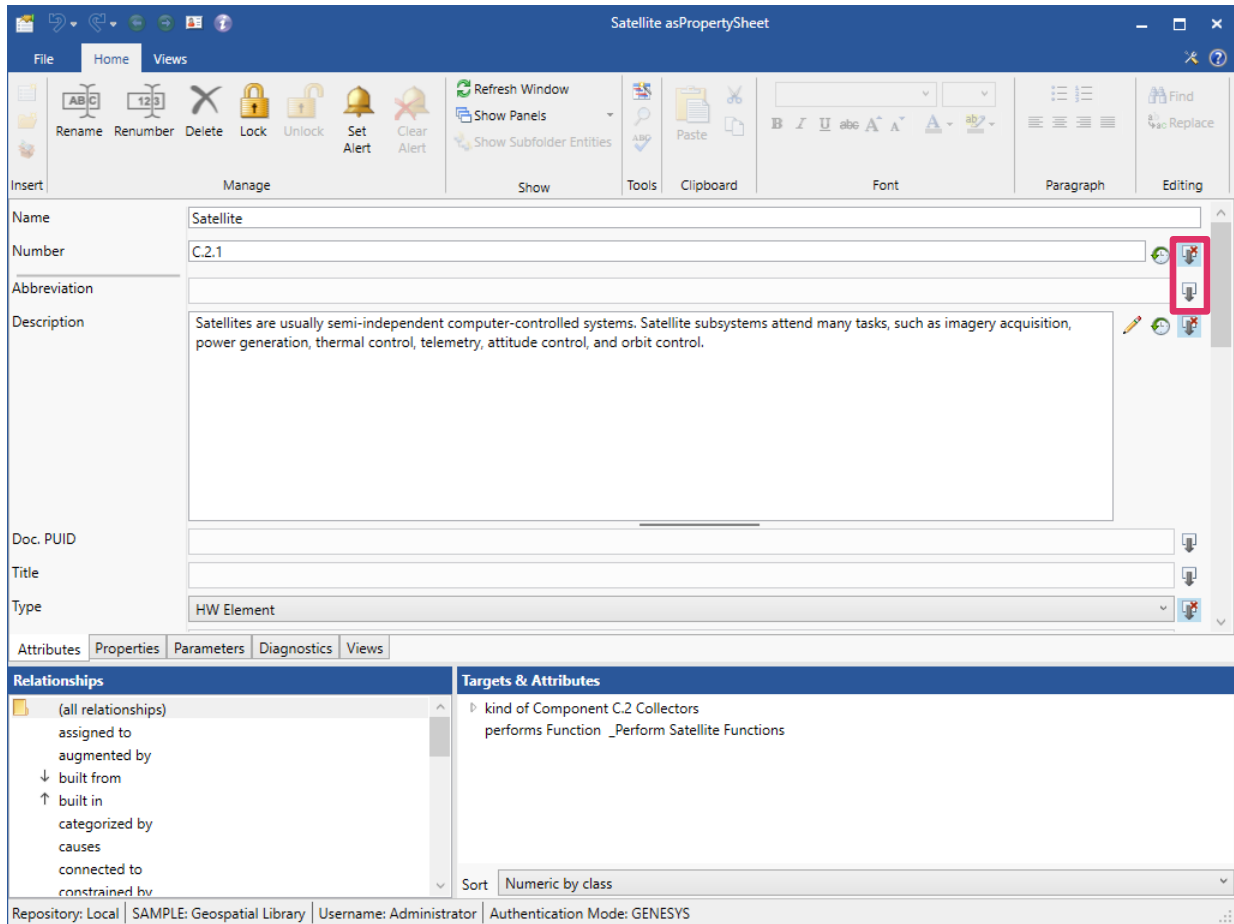 Satellite asPropertySheet
File Home Views
Rename Renumber Delete Lock Unlock Set Alert Clear Alert
Refresh Window
Show Panels
Show Subfolder Entities
Paste
B I U abc A A A ab
Find
Replace
Insert Manage Show Tools Clipboard Font Paragraph Editing
Name Satellite
Number C.2.1
Abbreviation
Description Satellites are usually semi-independent computer-controlled systems. Satellite subsystems attend many tasks, such as imagery acquisition,
power generation, thermal control, telemetry, attitude control, and orbit control.
Doc. PUID
Title
Type HW Element
Attributes Properties Parameters Diagnostics Views
Relationships
(all relationships)
assigned to
augmented by
built from
built in
categorized by
causes
connected to
constrained by
Targets & Attributes
kind of Component C.2 Collectors
performs Function _Perform Satellite Functions
Sort Numeric by class
Repository: Local SAMPLE: Geospatial Library Username: Administrator Authentication Mode: GENESYS